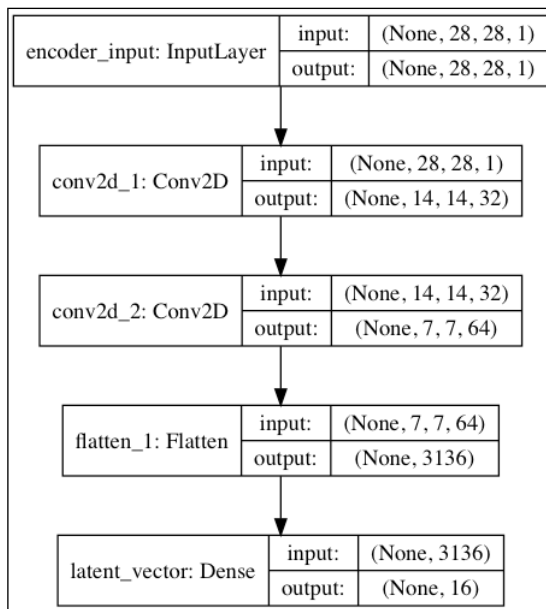 encoder_input: InputLayer
input: (None, 28, 28, 1)
output: (None, 28, 28, 1)
conv2d_1: Conv2D
input: (None, 28, 28, 1)
output: (None, 14, 14, 32)
conv2d_2: Conv2D
input: (None, 14, 14, 32)
output: (None, 7, 7, 64)
flatten_1: Flatten
input: (None, 7, 7, 64)
output: (None, 3136)
latent_vector: Dense
input: (None, 3136)
output: (None, 16)